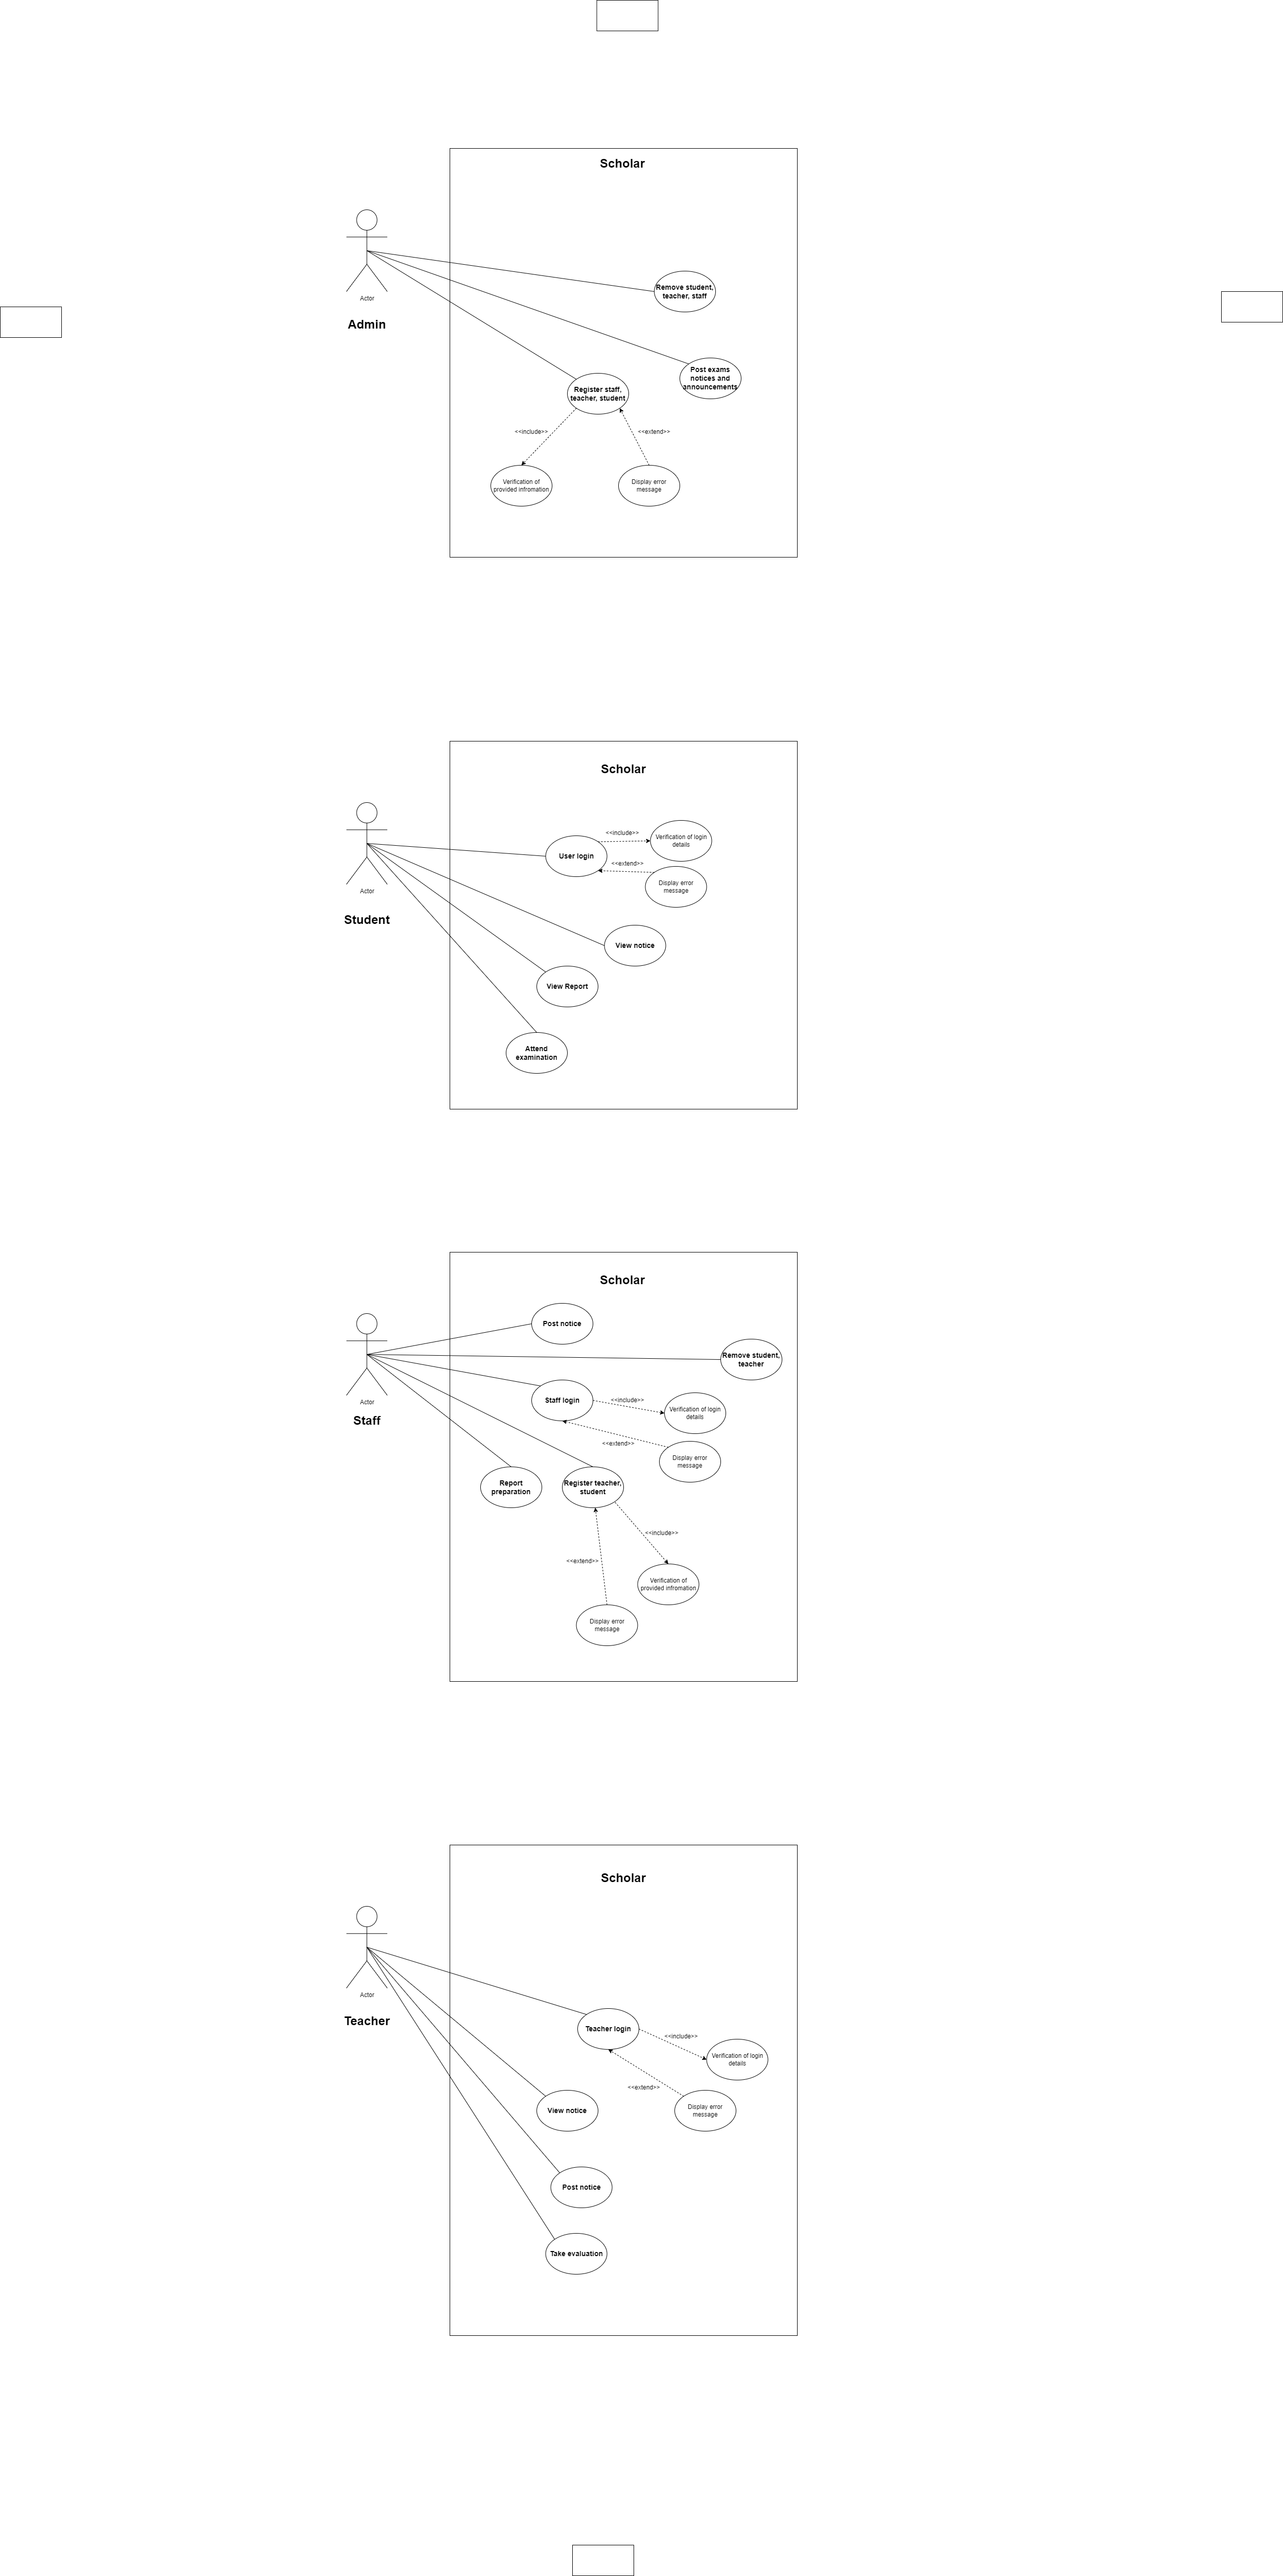 Scholar
Actor
Admin
Remove student,
teacher, staff
Post exams
notices and
announcements
Register staff,
teacher, student
<<include>>
<<extend>>
Verification of
provided infromation
Display error
message
Scholar
Actor
Student
User login
<<include>>
Verification of login
details
<<extend>>
Display error
message
View notice
View Report
Attend
examination
Scholar
Actor
Staff
Post notice
Remove student,
teacher
Staff login
<<include>>
Verification of login
details
<<extend>>
Display error
message
Report
preparation
Register teacher,
student
<<include>>
<<extend>>
Verification of
provided infromation
Display error
message
Scholar
Actor
Teacher
Teacher login
<<include>>
Verification of login
details
<<extend>>
Display error
message
View notice
Post notice
Take evaluation